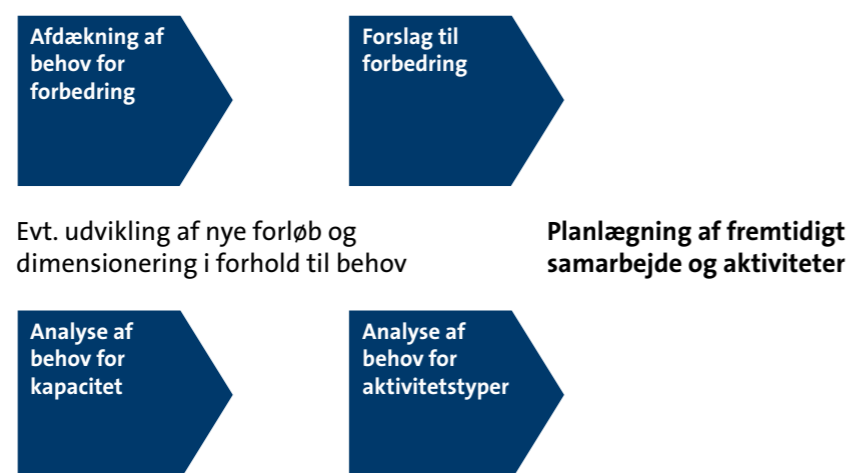 Afdækning af
behov for
forbedring
Forslag til
forbedring
Evt. udvikling af nye forløb og
dimensionering i forhold til behov
Planlægning af fremtidigt
samarbejde og aktiviteter
Analyse af
behov for
kapacitet
Analyse af
behov for
aktivitetstyper